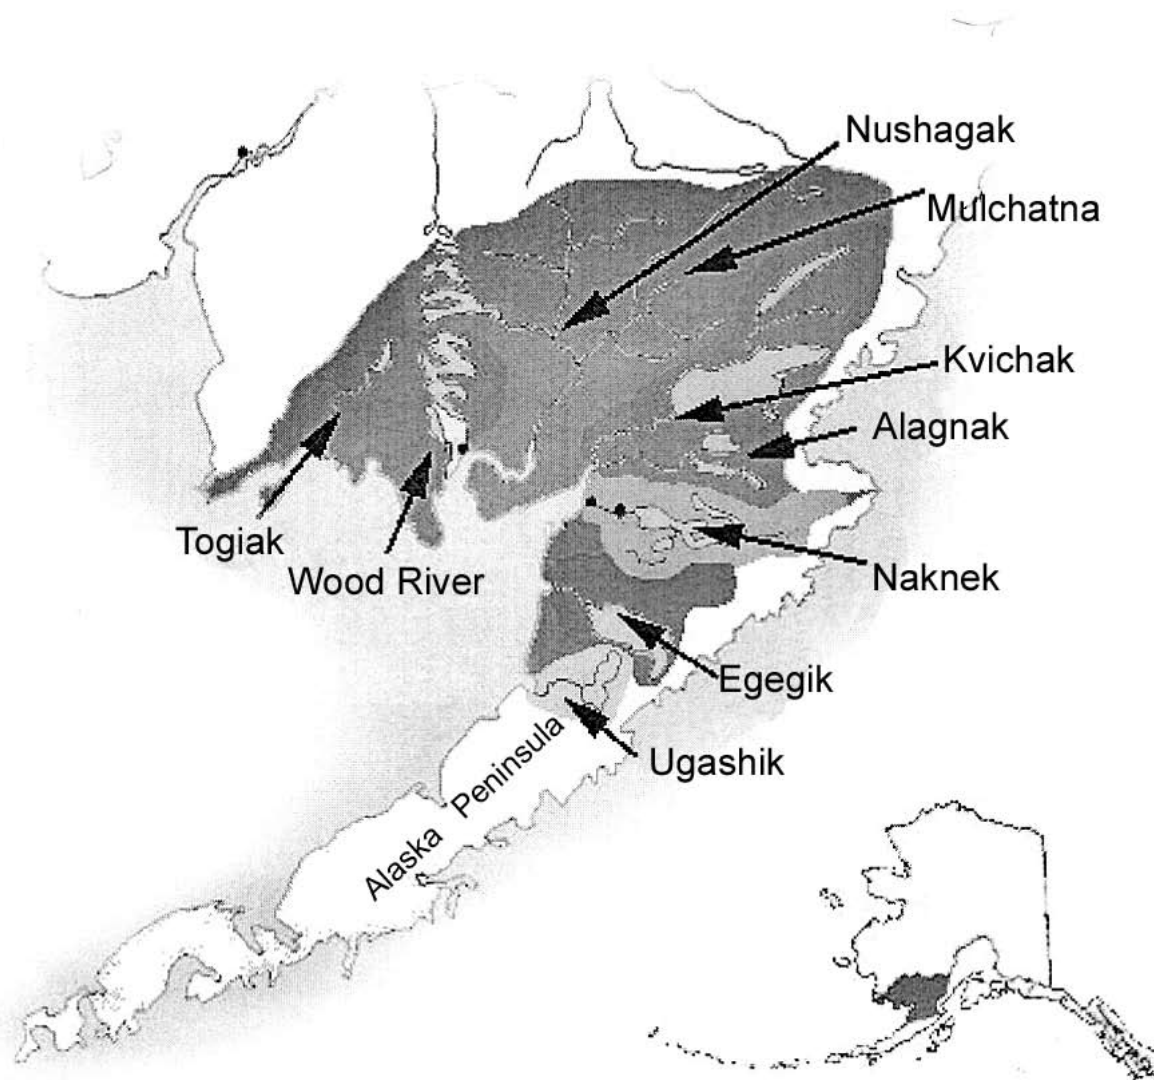 Nushagak
Mulchatna
Kvichak
Alagnak
Togiak
Wood River
Naknek
Egegik
Ugashik
Alaska Peninsula